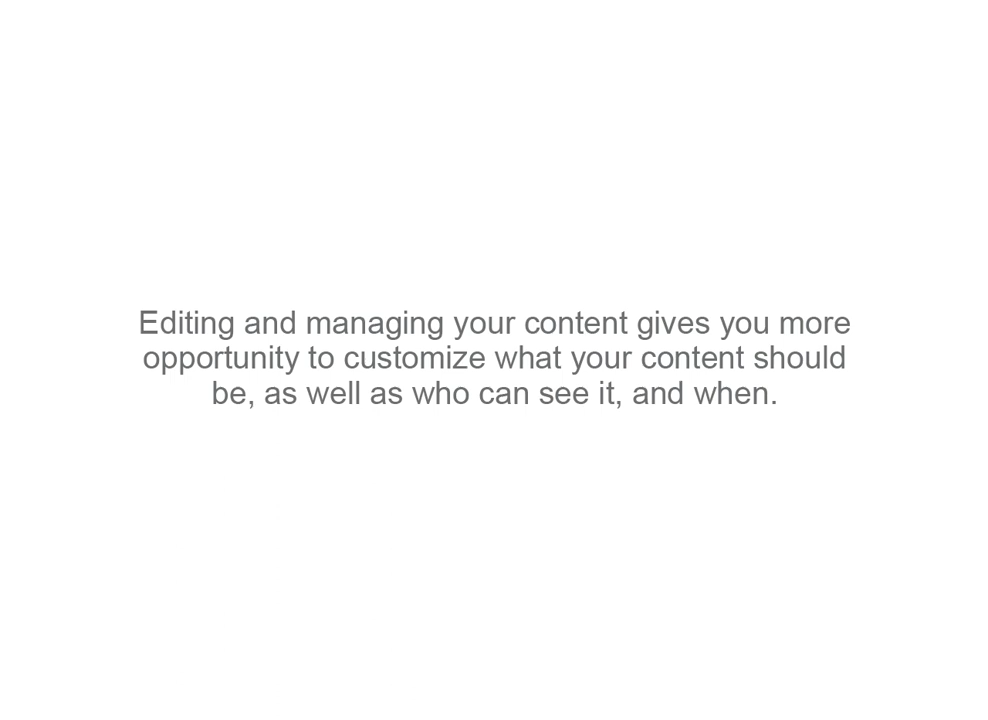 Editing and managing your content gives you more
opportunity to customize what your content should
be, as well as who can see it, and when.